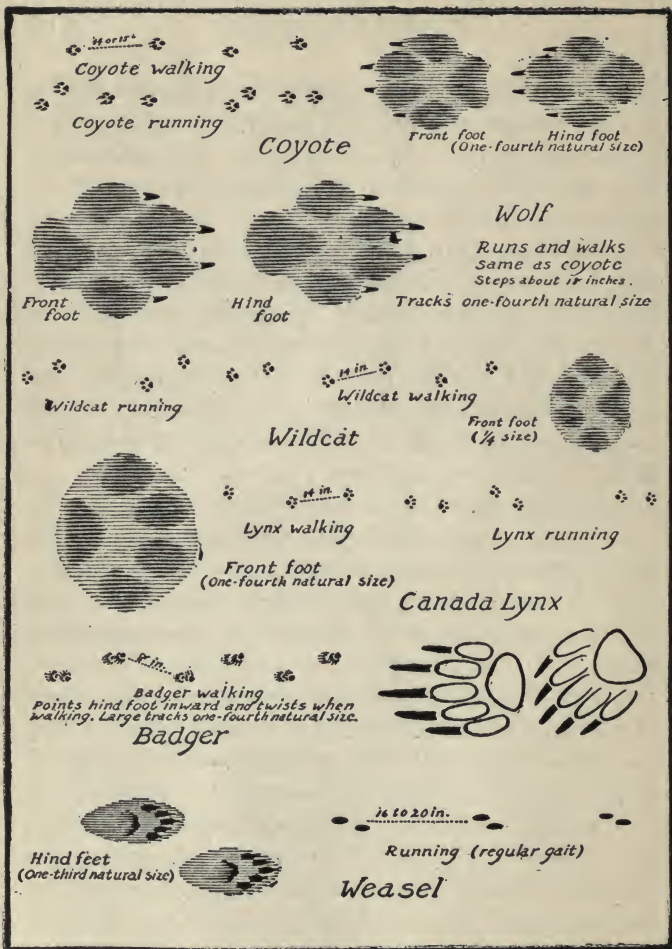 14 or 15"
Coyote walking
Coyote running
Coyote
Front foot
Hind foot
(One-fourth natural size)
Wolf
Runs and walks
same as coyote
Steps about 18 inches.
Tracks one-fourth natural size
Front
foot
Hind
foot
Wildcat running
14 in.
Wildcat walking
Wildcat
Front foot
(¼ size)
14 in.
Lynx walking
Lynx running
Front foot
(One-fourth natural size)
Canada Lynx
8 in.
Badger walking
Points hind foot inward and twists when
walking. Large tracks one-fourth natural size.
Badger
Hind feet
(One-third natural size)
16 to 20 in.
Running (regular gait)
Weasel